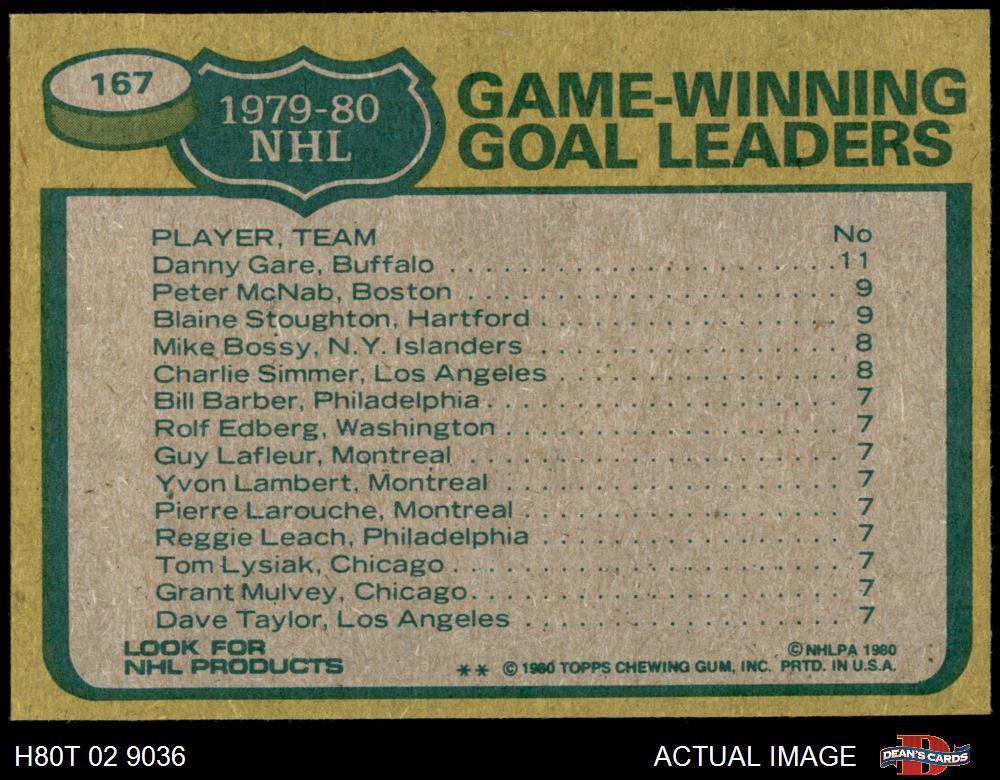 167
1979-80
NHL
GAME-WINNING
GOAL LEADERS
PLAYER, TEAM No
Danny Gare, Buffalo . . . . . . . . . . . . . . . . . . . . . 11
Peter McNab, Boston . . . . . . . . . . . . . . . . . . . . 9
Blaine Stoughton, Hartford . . . . . . . . . . . . . . . . 9
Mike Bossy, N.Y. Islanders . . . . . . . . . . . . . . . . 8
Charlie Simmer, Los Angeles . . . . . . . . . . . . . . . 8
Bill Barber, Philadelphia . . . . . . . . . . . . . . . . . . . 7
Rolf Edberg, Washington . . . . . . . . . . . . . . . . . . 7
Guy Lafleur, Montreal . . . . . . . . . . . . . . . . . . . . 7
Yvon Lambert, Montreal . . . . . . . . . . . . . . . . . . 7
Pierre Larouche, Montreal . . . . . . . . . . . . . . . . . 7
Reggie Leach, Philadelphia . . . . . . . . . . . . . . . . 7
Tom Lysiak, Chicago . . . . . . . . . . . . . . . . . . . . . 7
Grant Mulvey, Chicago . . . . . . . . . . . . . . . . . . . . 7
Dave Taylor, Los Angeles . . . . . . . . . . . . . . . . . 7
LOOK FOR
NHL PRODUCTS
© NHLPA 1980
** © 1980 TOPPS CHEWING GUM, INC. PRTD. IN U.S.A.
H80T 02 9036
ACTUAL IMAGE
D
DEAN'S CARDS